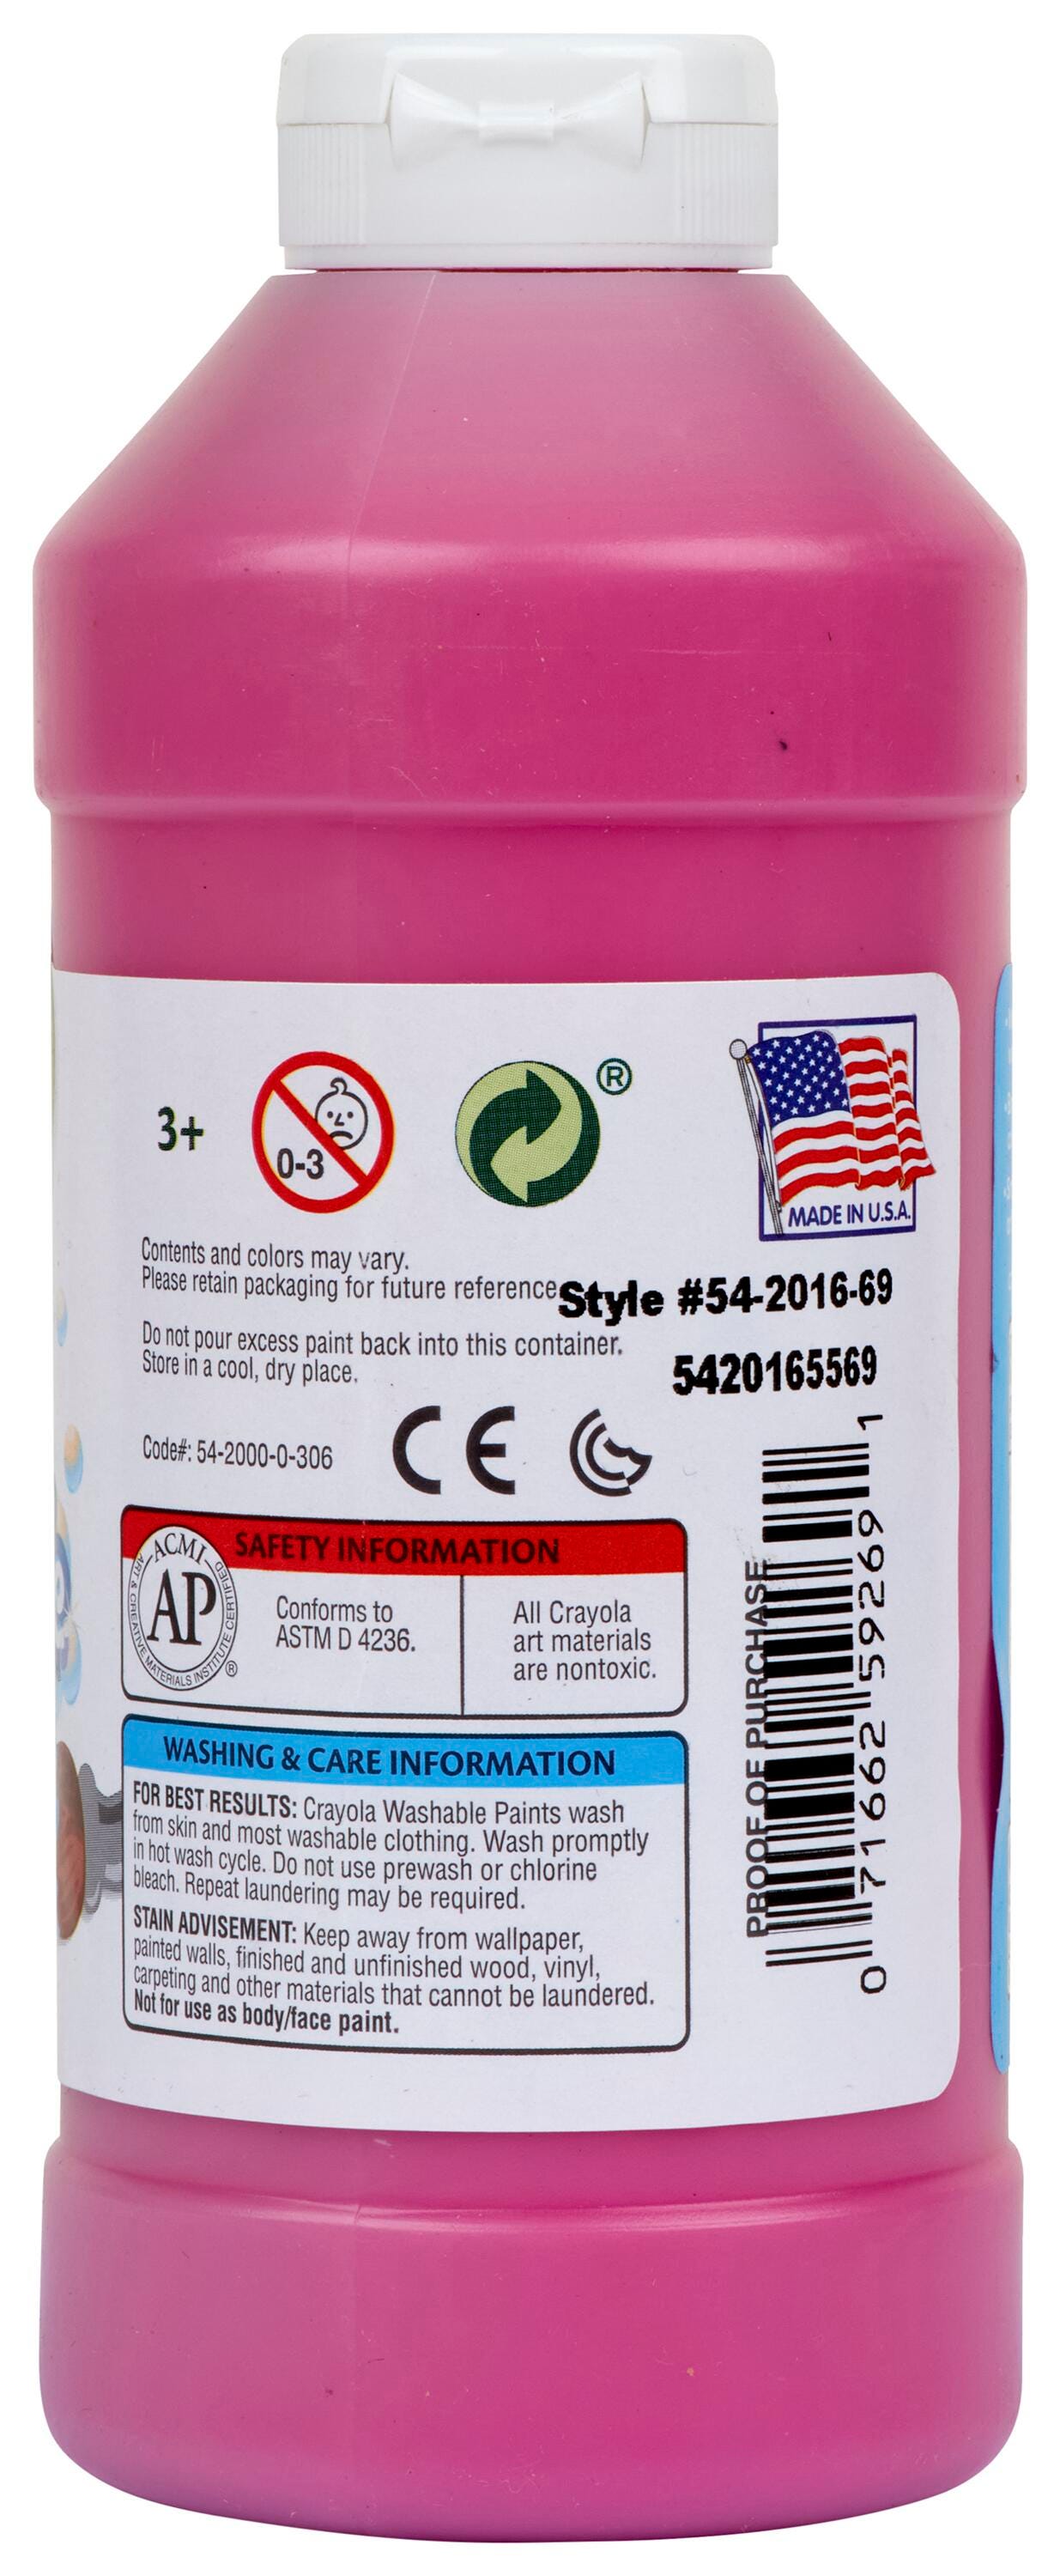 3+
0-3
®
MADE IN U.S.A.
Contents and colors may vary.
Please retain packaging for future reference.
Style #54-2016-69
Do not pour excess paint back into this container.
Store in a cool, dry place.
5420165569
Code#: 54-2000-0-306
CE
SAFETY INFORMATION
ACMI
AP
ART & CREATIVE MATERIALS INSTITUTE CERTIFIED
®
Conforms to
ASTM D 4236.
All Crayola
art materials
are nontoxic.
WASHING & CARE INFORMATION
FOR BEST RESULTS: Crayola Washable Paints wash
from skin and most washable clothing. Wash promptly
in hot wash cycle. Do not use prewash or chlorine
bleach. Repeat laundering may be required.
STAIN ADVISEMENT: Keep away from wallpaper,
painted walls, finished and unfinished wood, vinyl,
carpeting and other materials that cannot be laundered.
Not for use as body/face paint.
PROOF OF PURCHASE
0 71662 59269 1